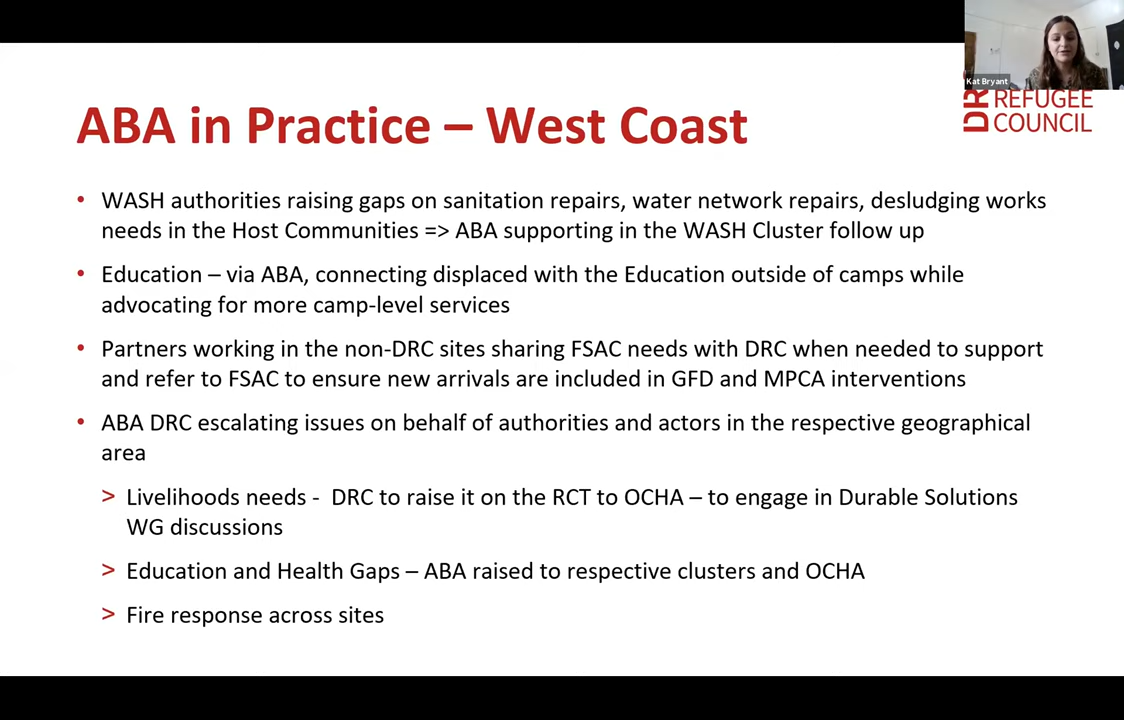 Kat Bryant
REFUGEE
COUNCIL
ABA in Practice – West Coast
• WASH authorities raising gaps on sanitation repairs, water network repairs, desludging works
needs in the Host Communities => ABA supporting in the WASH Cluster follow up
• Education – via ABA, connecting displaced with the Education outside of camps while
advocating for more camp-level services
• Partners working in the non-DRC sites sharing FSAC needs with DRC when needed to support
and refer to FSAC to ensure new arrivals are included in GFD and MPCA interventions
• ABA DRC escalating issues on behalf of authorities and actors in the respective geographical
area
> Livelihoods needs - DRC to raise it on the RCT to OCHA – to engage in Durable Solutions
WG discussions
> Education and Health Gaps – ABA raised to respective clusters and OCHA
> Fire response across sites